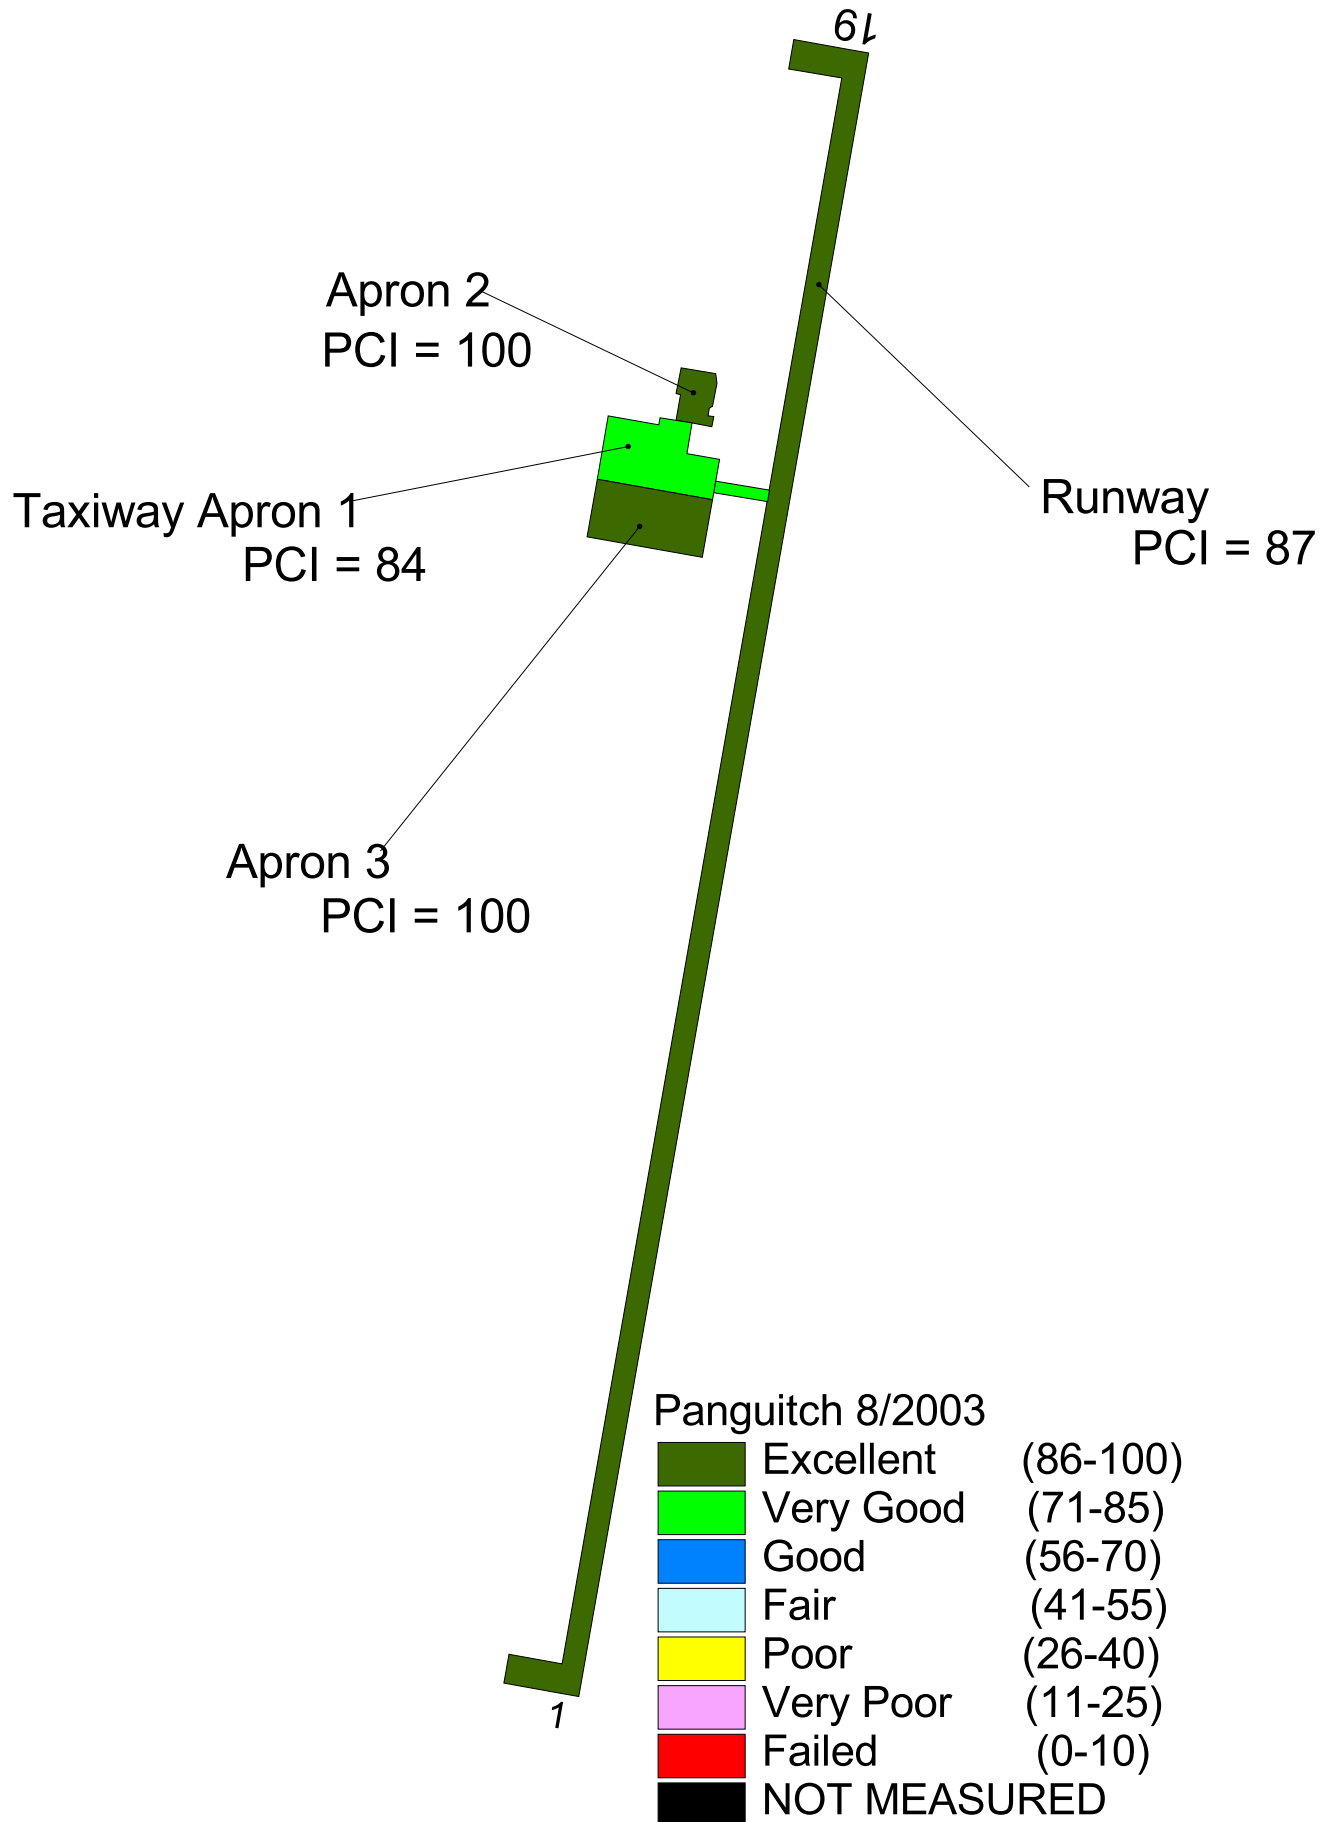 19
Apron 2
PCI = 100
Taxiway Apron 1
PCI = 84
Runway
PCI = 87
Apron 3
PCI = 100
Panguitch 8/2003
Excellent (86-100)
Very Good (71-85)
Good (56-70)
Fair (41-55)
Poor (26-40)
Very Poor (11-25)
Failed (0-10)
NOT MEASURED
1